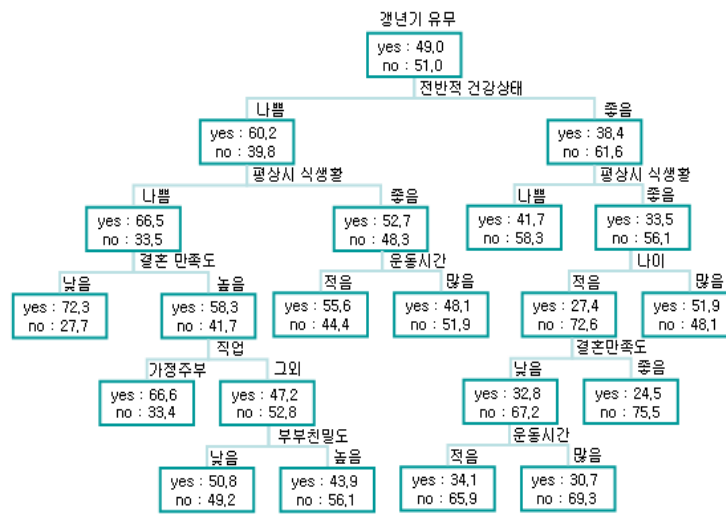 갱년기 유무
yes : 49,0
no : 51,0
전반적 건강상태
나쁨
좋음
yes : 60,2
no : 39,8
yes : 38,4
no : 61,6
평상시 식생활
평상시 식생활
나쁨
좋음
나쁨
좋음
yes : 66,5
no : 33,5
yes : 52,7
no : 48,3
yes : 41,7
no : 58,3
yes : 33,5
no : 56,1
결혼 만족도
운동시간
나이
낮음
높음
적음
많음
적음
많음
yes : 72,3
no : 27,7
yes : 58,3
no : 41,7
yes : 55,6
no : 44,4
yes : 48,1
no : 51,9
yes : 27,4
no : 72,6
yes : 51,9
no : 48,1
직업
결혼만족도
가정주부
그외
낮음
좋음
yes : 66,6
no : 33,4
yes : 47,2
no : 52,8
yes : 32,8
no : 67,2
yes : 24,5
no : 75,5
부부친밀도
운동시간
낮음
높음
적음
많음
yes : 50,8
no : 49,2
yes : 43,9
no : 56,1
yes : 34,1
no : 65,9
yes : 30,7
no : 69,3